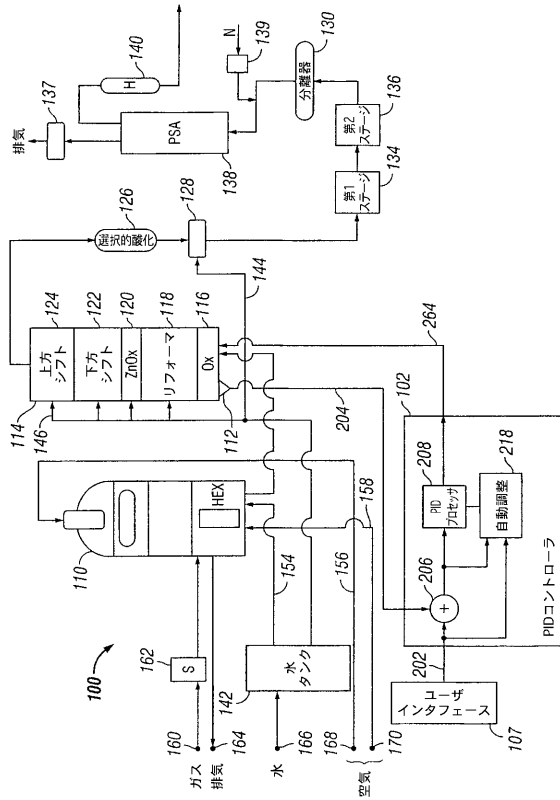 100
ガス
160
排気
164
S
162
水
166
168
170
空気
水
タンク
142
154
156
158
110
HEX
114
146
上方
シフト
124
下方
シフト
122
ZnOx
120
リフォーマ
118
Ox
116
112
204
264
144
選択的酸化
126
128
第1
ステージ
134
第2
ステージ
136
分離器
130
N
139
PSA
138
排気
137
H
140
ユーザ
インタフェース
107
202
+
206
PID
プロセッサ
208
自動調整
218
102
PIDコントローラ